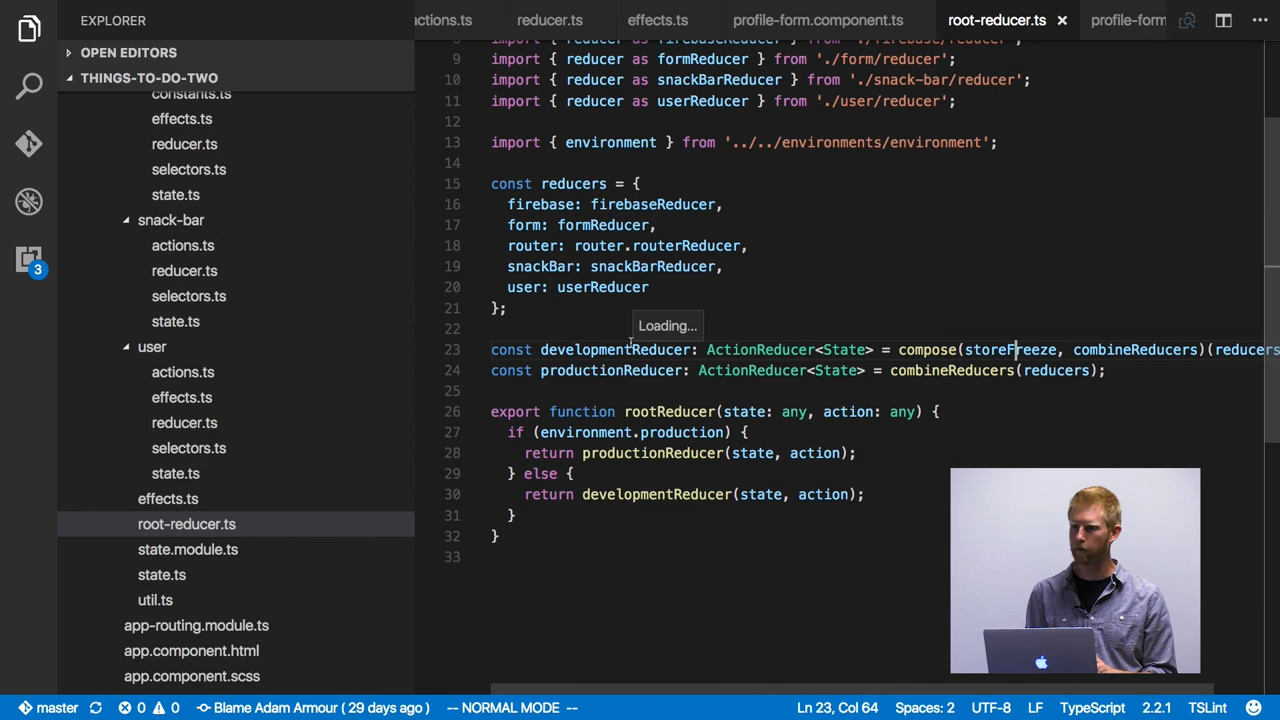 EXPLORER
OPEN EDITORS
THINGS-TO-DO-TWO
constants.ts
effects.ts
reducer.ts
selectors.ts
state.ts
snack-bar
actions.ts
reducer.ts
selectors.ts
state.ts
user
actions.ts
effects.ts
reducer.ts
selectors.ts
state.ts
effects.ts
root-reducer.ts
state.module.ts
state.ts
util.ts
app-routing.module.ts
app.component.html
app.component.scss
3
ctions.ts reducer.ts effects.ts profile-form.component.ts root-reducer.ts × profile-form ...
8 import { reducer as firebaseReducer } from './firebase/reducer';
9 import { reducer as formReducer } from './form/reducer';
10 import { reducer as snackBarReducer } from './snack-bar/reducer';
11 import { reducer as userReducer } from './user/reducer';
12
13 import { environment } from '../../environments/environment';
14
15 const reducers = {
16 firebase: firebaseReducer,
17 form: formReducer,
18 router: router.routerReducer,
19 snackBar: snackBarReducer,
20 user: userReducer
21 };
22
Loading...
23 const developmentReducer: ActionReducer<State> = compose(storeFreeze, combineReducers)(reducers
24 const productionReducer: ActionReducer<State> = combineReducers(reducers);
25
26 export function rootReducer(state: any, action: any) {
27 if (environment.production) {
28 return productionReducer(state, action);
29 } else {
30 return developmentReducer(state, action);
31 }
32 }
33
master 0 0 Blame Adam Armour ( 29 days ago ) -- NORMAL MODE -- Ln 23, Col 64 Spaces: 2 UTF-8 LF TypeScript 2.2.1 TSLint